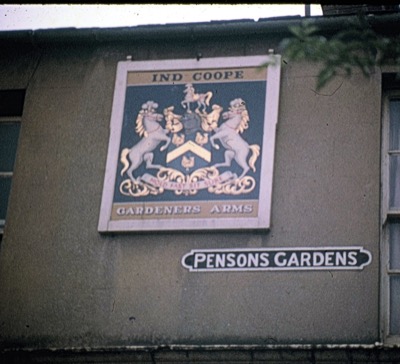 IND COOPE
GARDENERS ARMS
PENSONS GARDENS